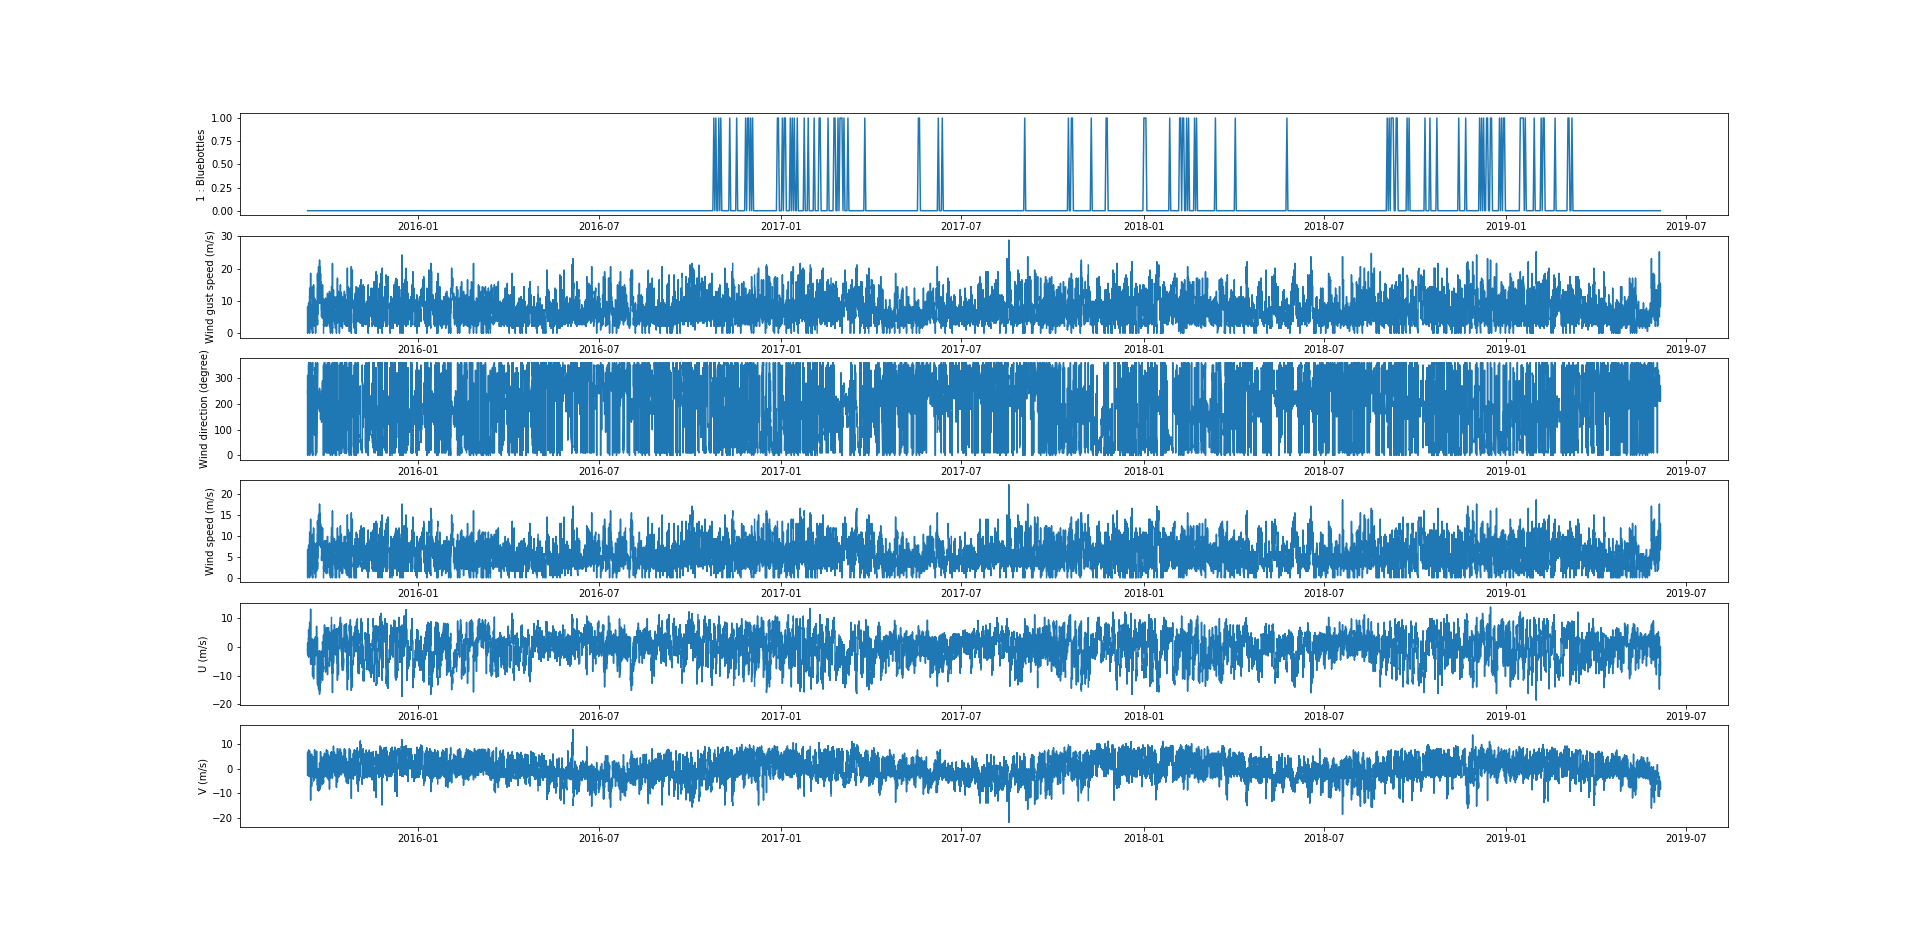 1 : Bluebottles
1.00
0.75
0.50
0.25
0.00
2016-01 2016-07 2017-01 2017-07 2018-01 2018-07 2019-01 2019-07
Wind gust speed (m/s)
30
20
10
0
2016-01 2016-07 2017-01 2017-07 2018-01 2018-07 2019-01 2019-07
Wind direction (degree)
300
200
100
0
2016-01 2016-07 2017-01 2017-07 2018-01 2018-07 2019-01 2019-07
Wind speed (m/s)
20
15
10
5
0
2016-01 2016-07 2017-01 2017-07 2018-01 2018-07 2019-01 2019-07
U (m/s)
10
0
−10
−20
2016-01 2016-07 2017-01 2017-07 2018-01 2018-07 2019-01 2019-07
V (m/s)
10
0
−10
−20
2016-01 2016-07 2017-01 2017-07 2018-01 2018-07 2019-01 2019-07